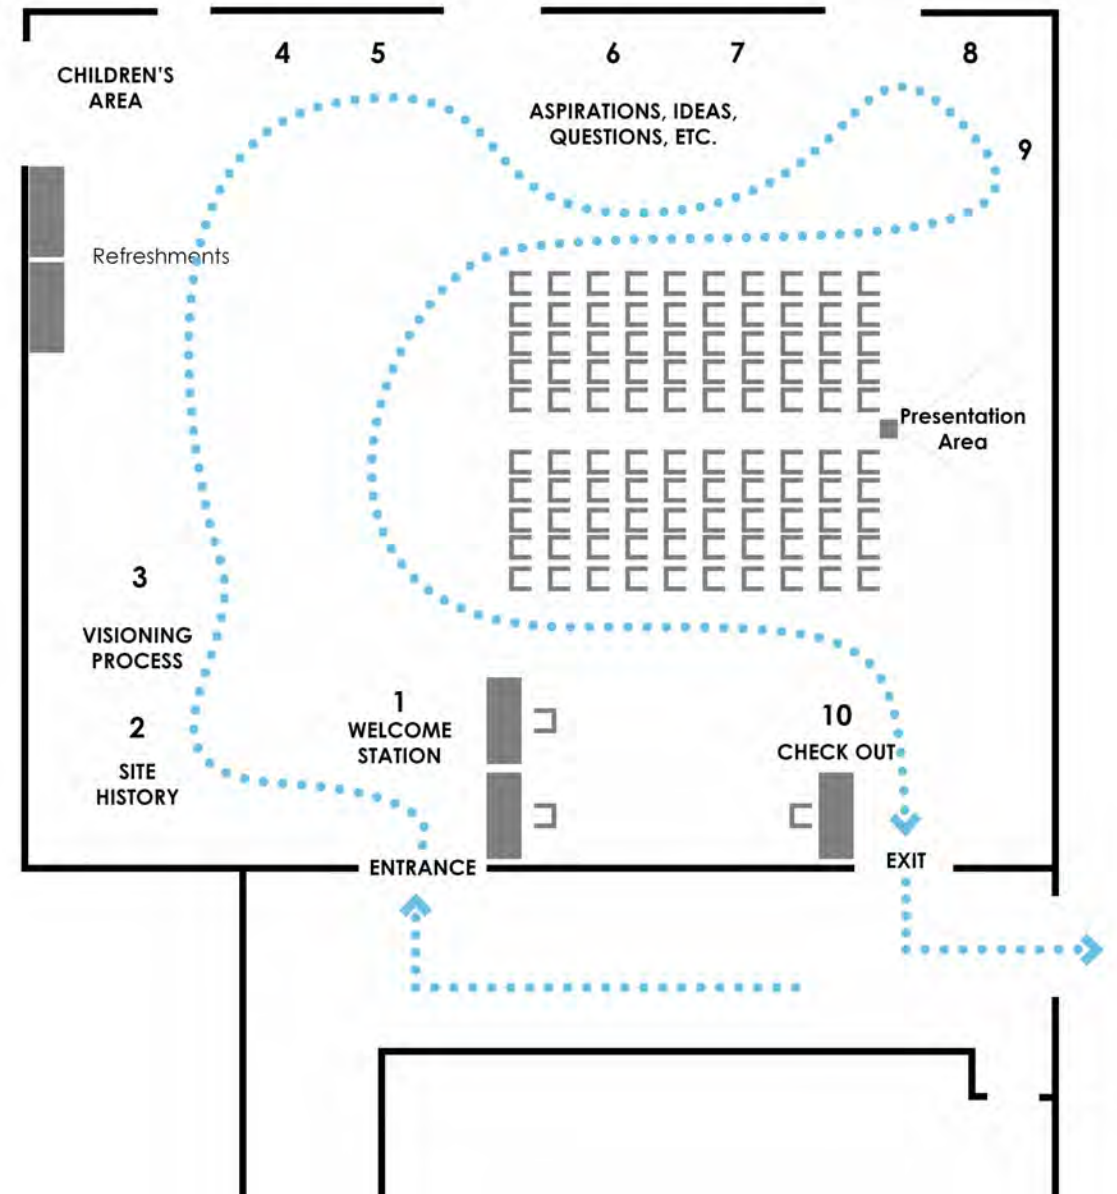 4
5
6
7
8
CHILDREN'S
AREA
ASPIRATIONS, IDEAS,
QUESTIONS, ETC.
9
Refreshments
Presentation
Area
3
VISIONING
PROCESS
2
SITE
HISTORY
1
WELCOME
STATION
10
CHECK OUT
ENTRANCE
EXIT